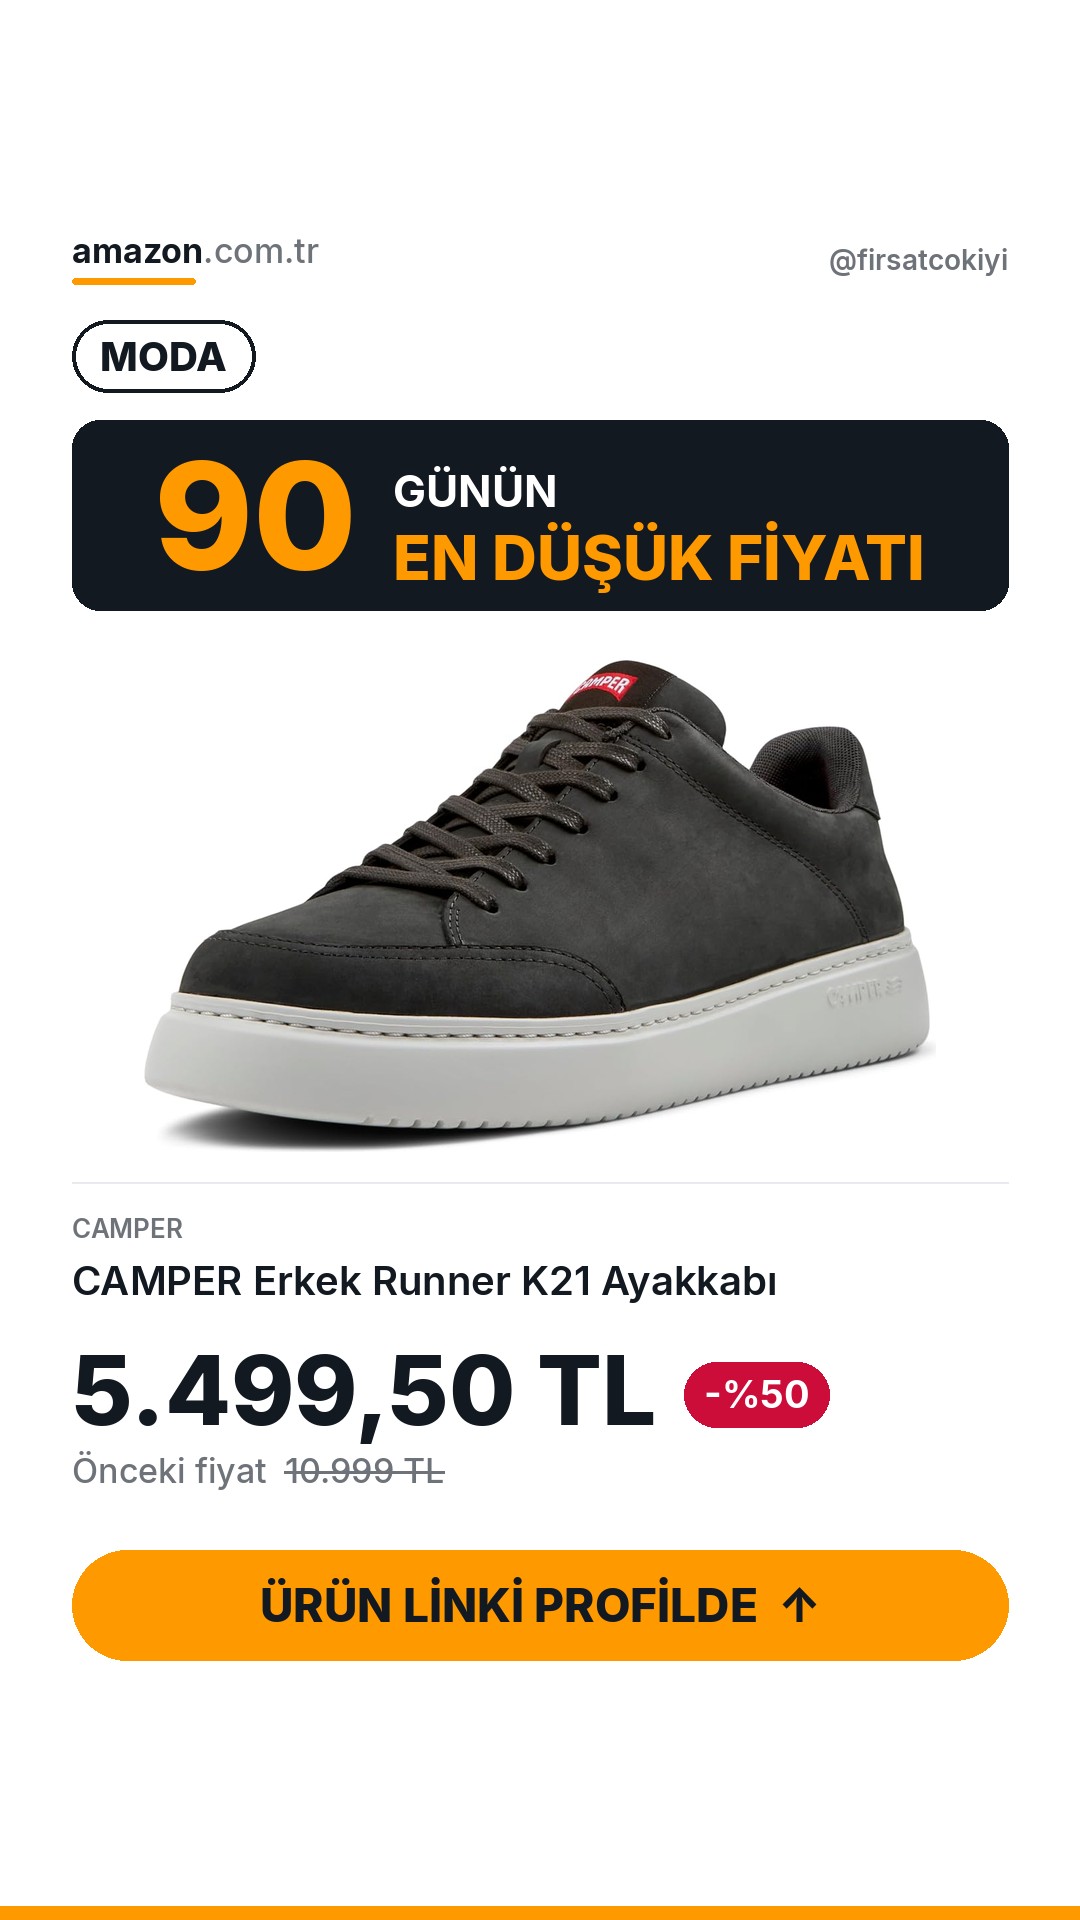 amazon.com.tr
@firsatcokiyi
MODA
90
GÜNÜN
EN DÜŞÜK FİYATI
CAMPER
CAMPER
CAMPER
CAMPER Erkek Runner K21 Ayakkabı
5.499,50 TL
-%50
Önceki fiyat 10.999 TL
ÜRÜN LİNKİ PROFİLDE ↑